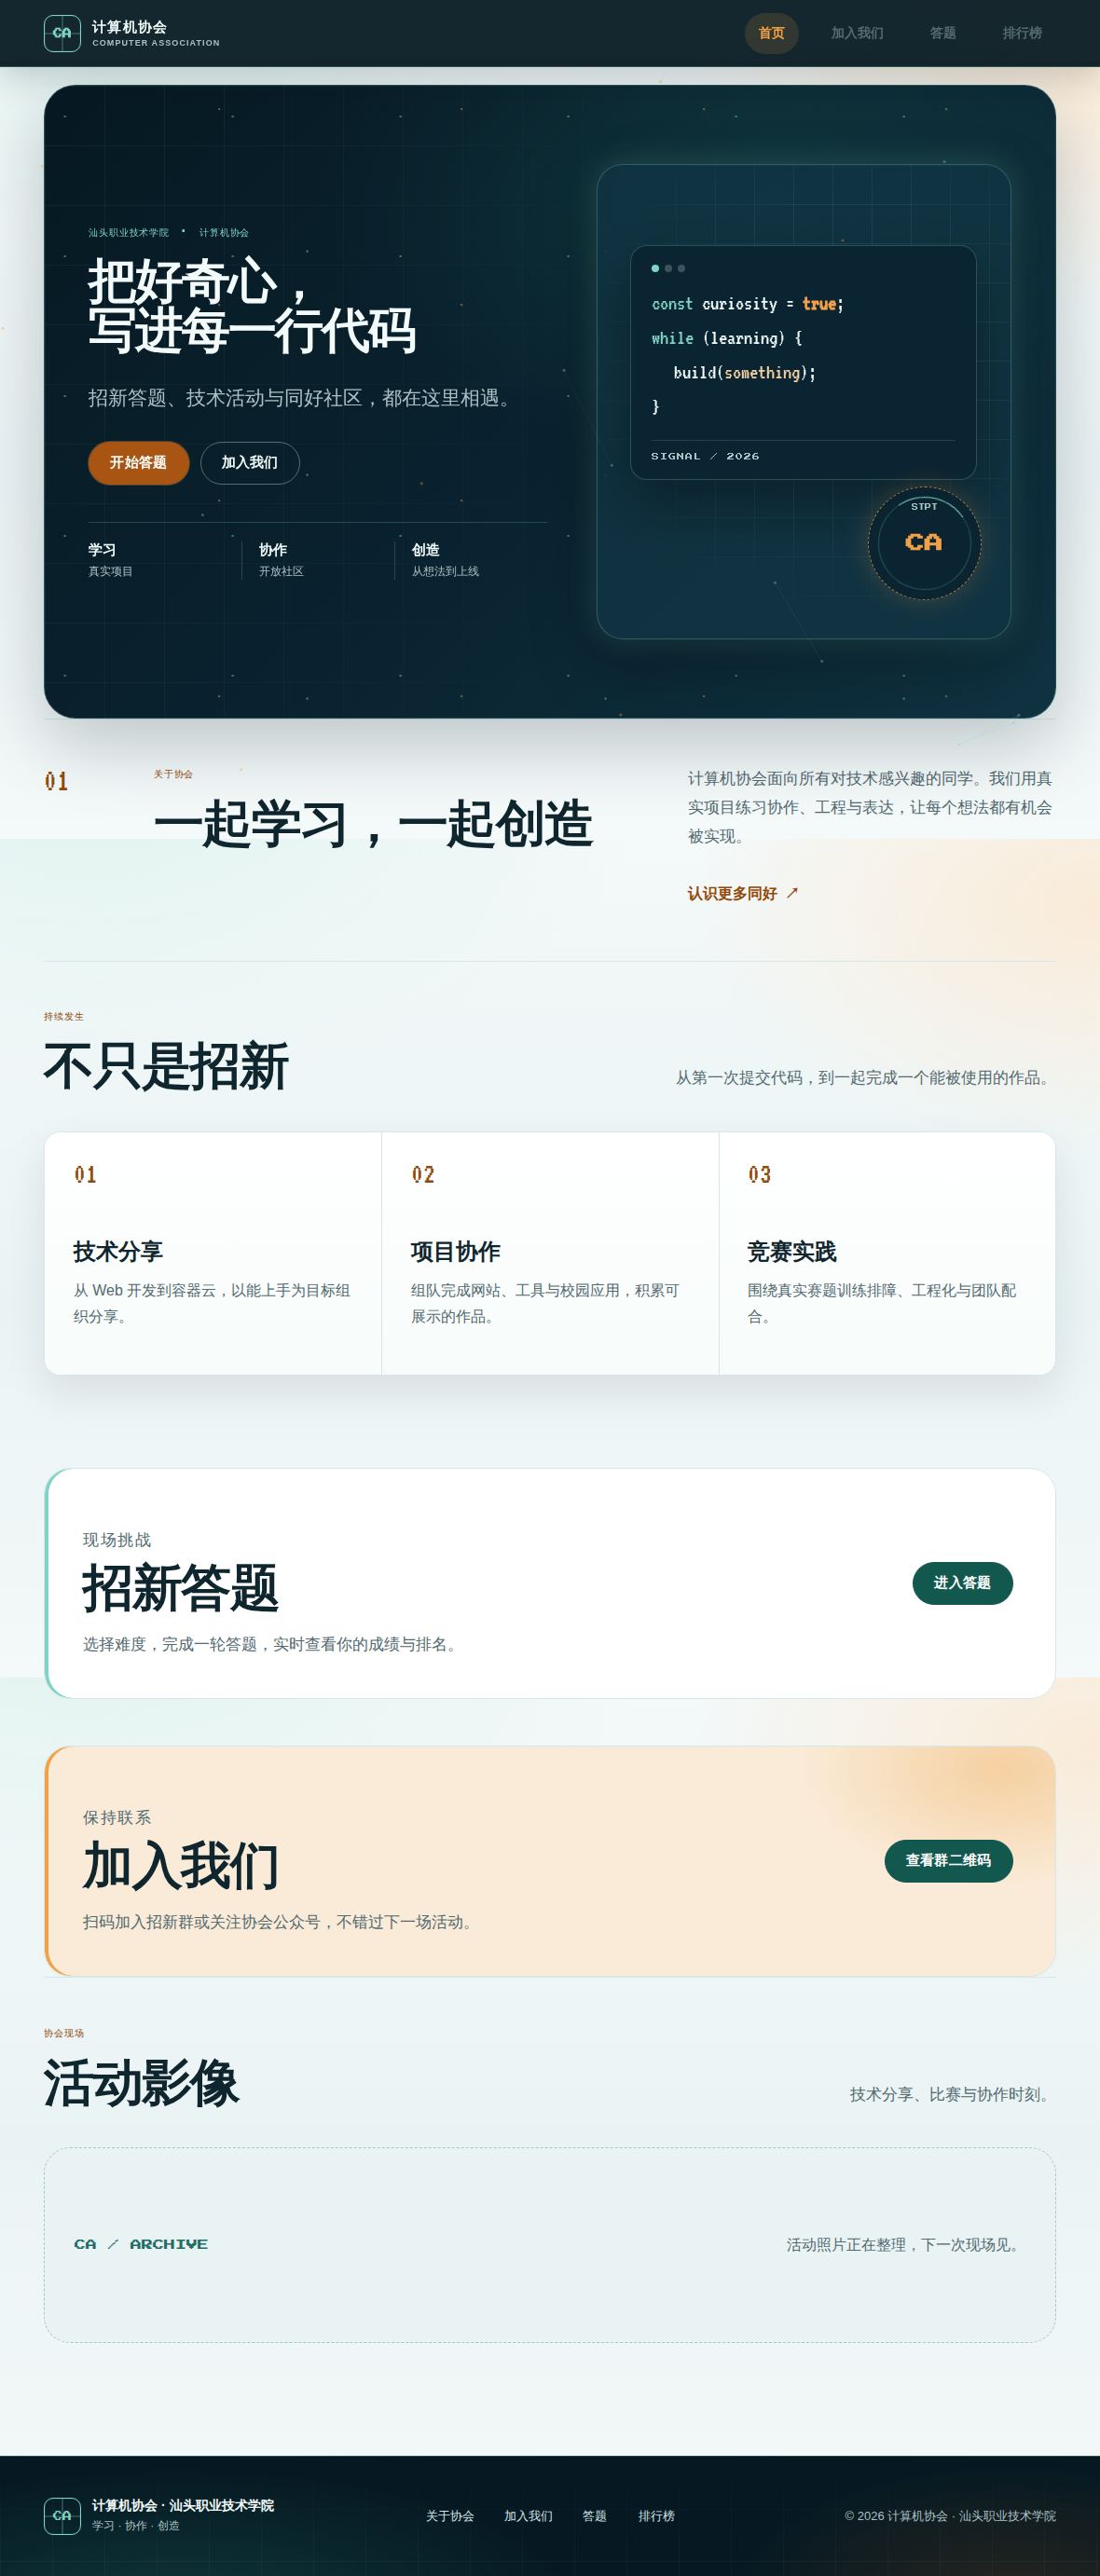 CA
计算机协会
COMPUTER ASSOCIATION
首页
加入我们
答题
排行榜
汕头职业技术学院 · 计算机协会
把好奇心，
写进每一行代码
招新答题、技术活动与同好社区，都在这里相遇。
开始答题
加入我们
学习
真实项目
协作
开放社区
创造
从想法到上线
const curiosity = true;
while (learning) {
build(something);
}
SIGNAL / 2026
STPT
CA
01
关于协会
一起学习，一起创造
计算机协会面向所有对技术感兴趣的同学。我们用真
实项目练习协作、工程与表达，让每个想法都有机会
被实现。
认识更多同好 ↗
持续发生
不只是招新
从第一次提交代码，到一起完成一个能被使用的作品。
01
技术分享
从 Web 开发到容器云，以能上手为目标组
织分享。
02
项目协作
组队完成网站、工具与校园应用，积累可
展示的作品。
03
竞赛实践
围绕真实赛题训练排障、工程化与团队配
合。
现场挑战
招新答题
选择难度，完成一轮答题，实时查看你的成绩与排名。
进入答题
保持联系
加入我们
扫码加入招新群或关注协会公众号，不错过下一场活动。
查看群二维码
协会现场
活动影像
技术分享、比赛与协作时刻。
CA / ARCHIVE
活动照片正在整理，下一次现场见。
CA
计算机协会 · 汕头职业技术学院
学习 · 协作 · 创造
关于协会
加入我们
答题
排行榜
© 2026 计算机协会 · 汕头职业技术学院